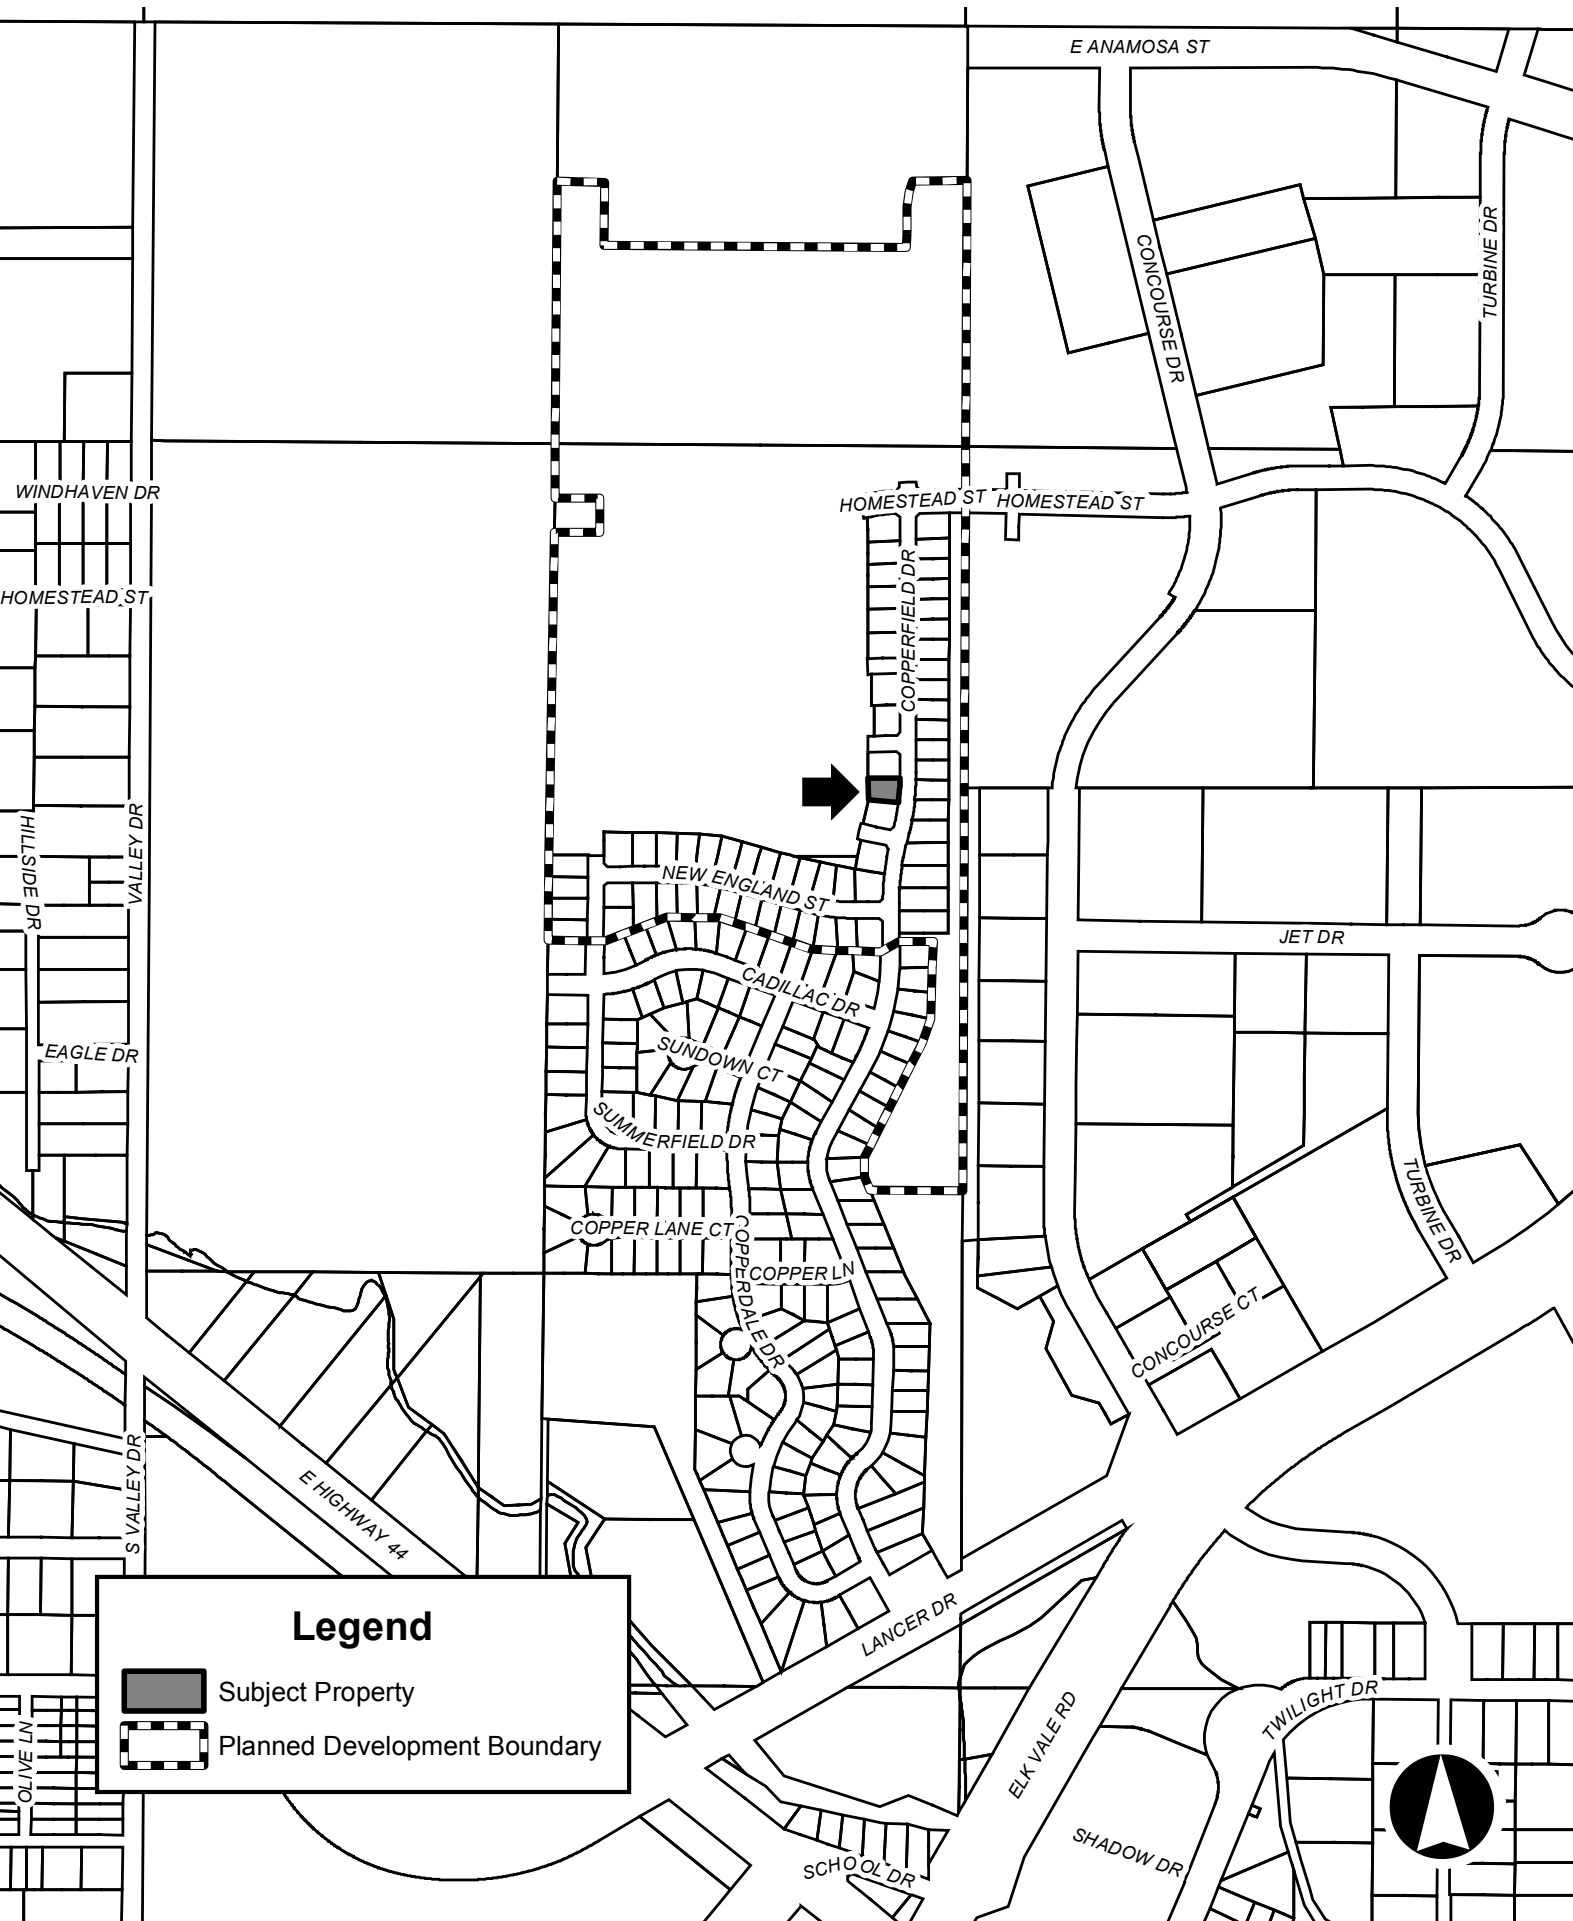 E ANAMOSA ST
CONCOURSE DR
TURBINE DR
WINDHAVEN DR
HOMESTEAD ST
HOMESTEAD ST
HOMESTEAD ST
COPPERFIELD DR
HILLSIDE DR
VALLEY DR
NEW ENGLAND ST
JET DR
CADILLAC DR
EAGLE DR
SUNDOWN CT
SUMMERFIELD DR
TURBINE DR
COPPER LANE CT
COPPERDALE DR
COPPER LN
CONCOURSE CT
S VALLEY DR
E HIGHWAY 44
LANCER DR
Legend
Subject Property
Planned Development Boundary
OLIVE LN
ELK VALE RD
TWILIGHT DR
SHADOW DR
SCHOOL DR